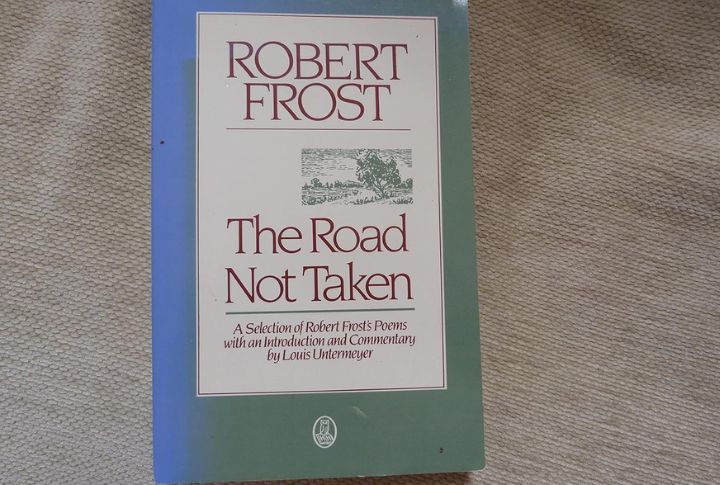 ROBERT
FROST
The Road
Not Taken
A Selection of Robert Frost's Poems
with an Introduction and Commentary
by Louis Untermeyer